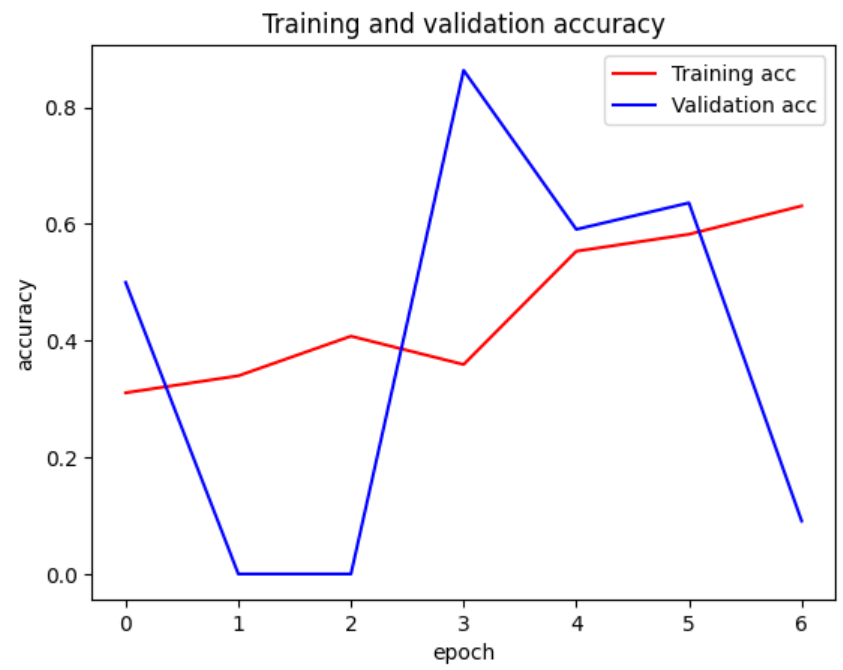 Training and validation accuracy
Training acc
Validation acc
accuracy
0.8
0.6
0.4
0.2
0.0
0 1 2 3 4 5 6
epoch